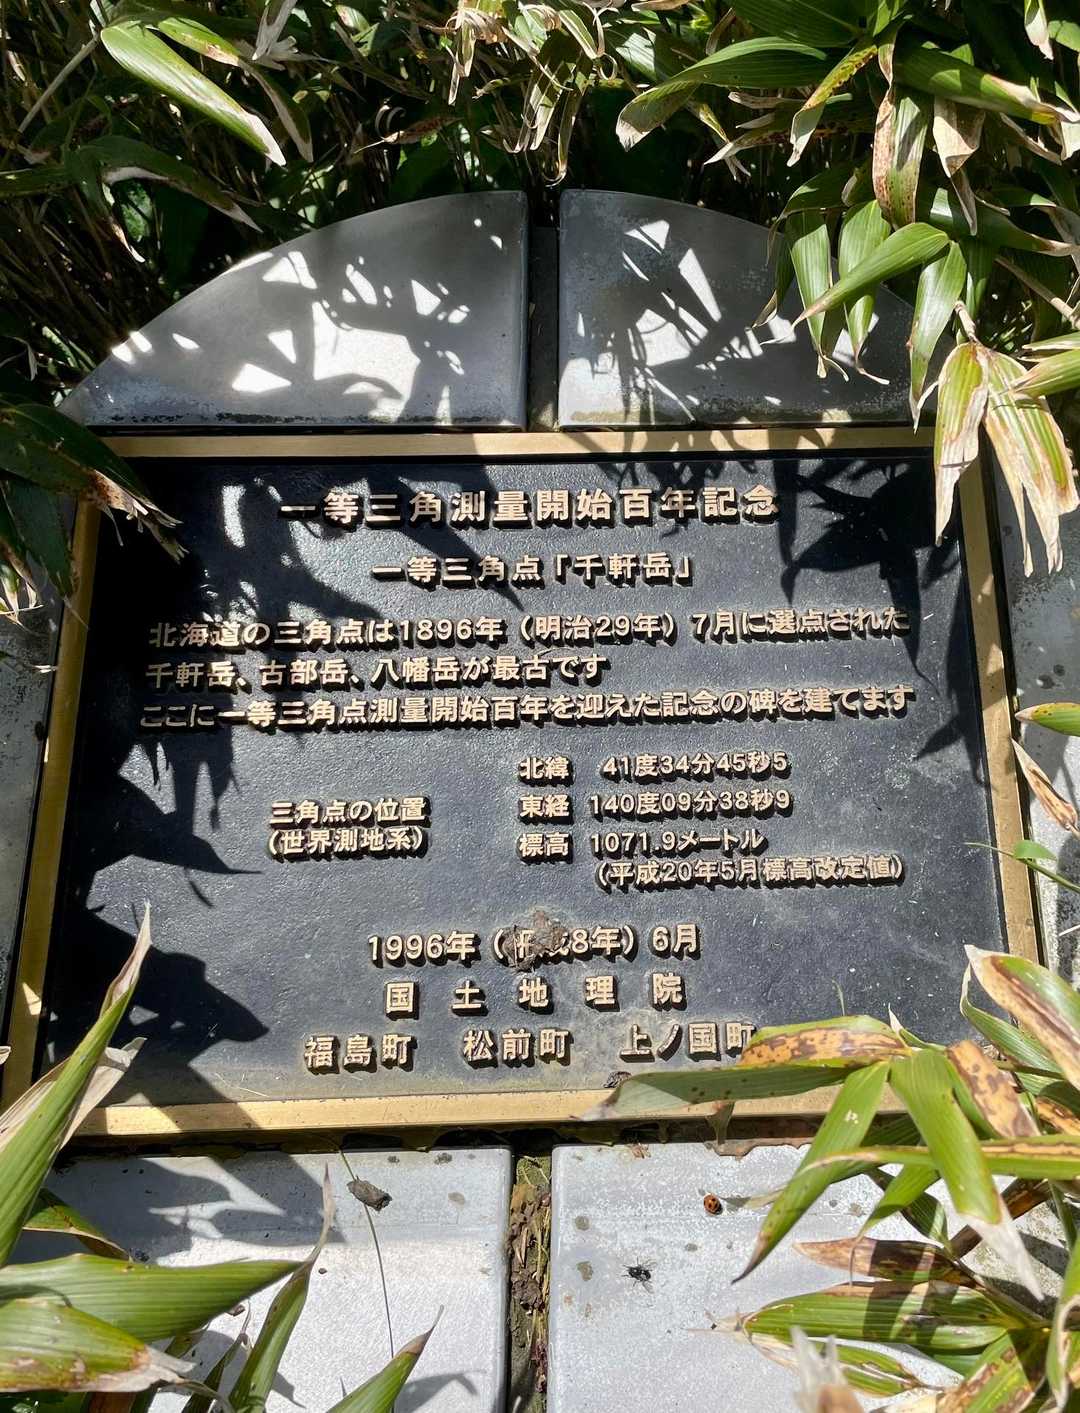 一等三角測量開始百年記念
一等三角点「千軒岳」
北海道の三角点は1896年（明治29年）7月に選点された
千軒岳、古部岳、八幡岳が最古です
ここに一等三角点測量開始百年を迎えた記念の碑を建てます
北緯 41度34分45秒5
三角点の位置 東経 140度09分38秒9
（世界測地系） 標高 1071.9メートル
（平成20年5月標高改定値）
1996年（平成8年）6月
国土地理院
福島町 松前町 上ノ国町